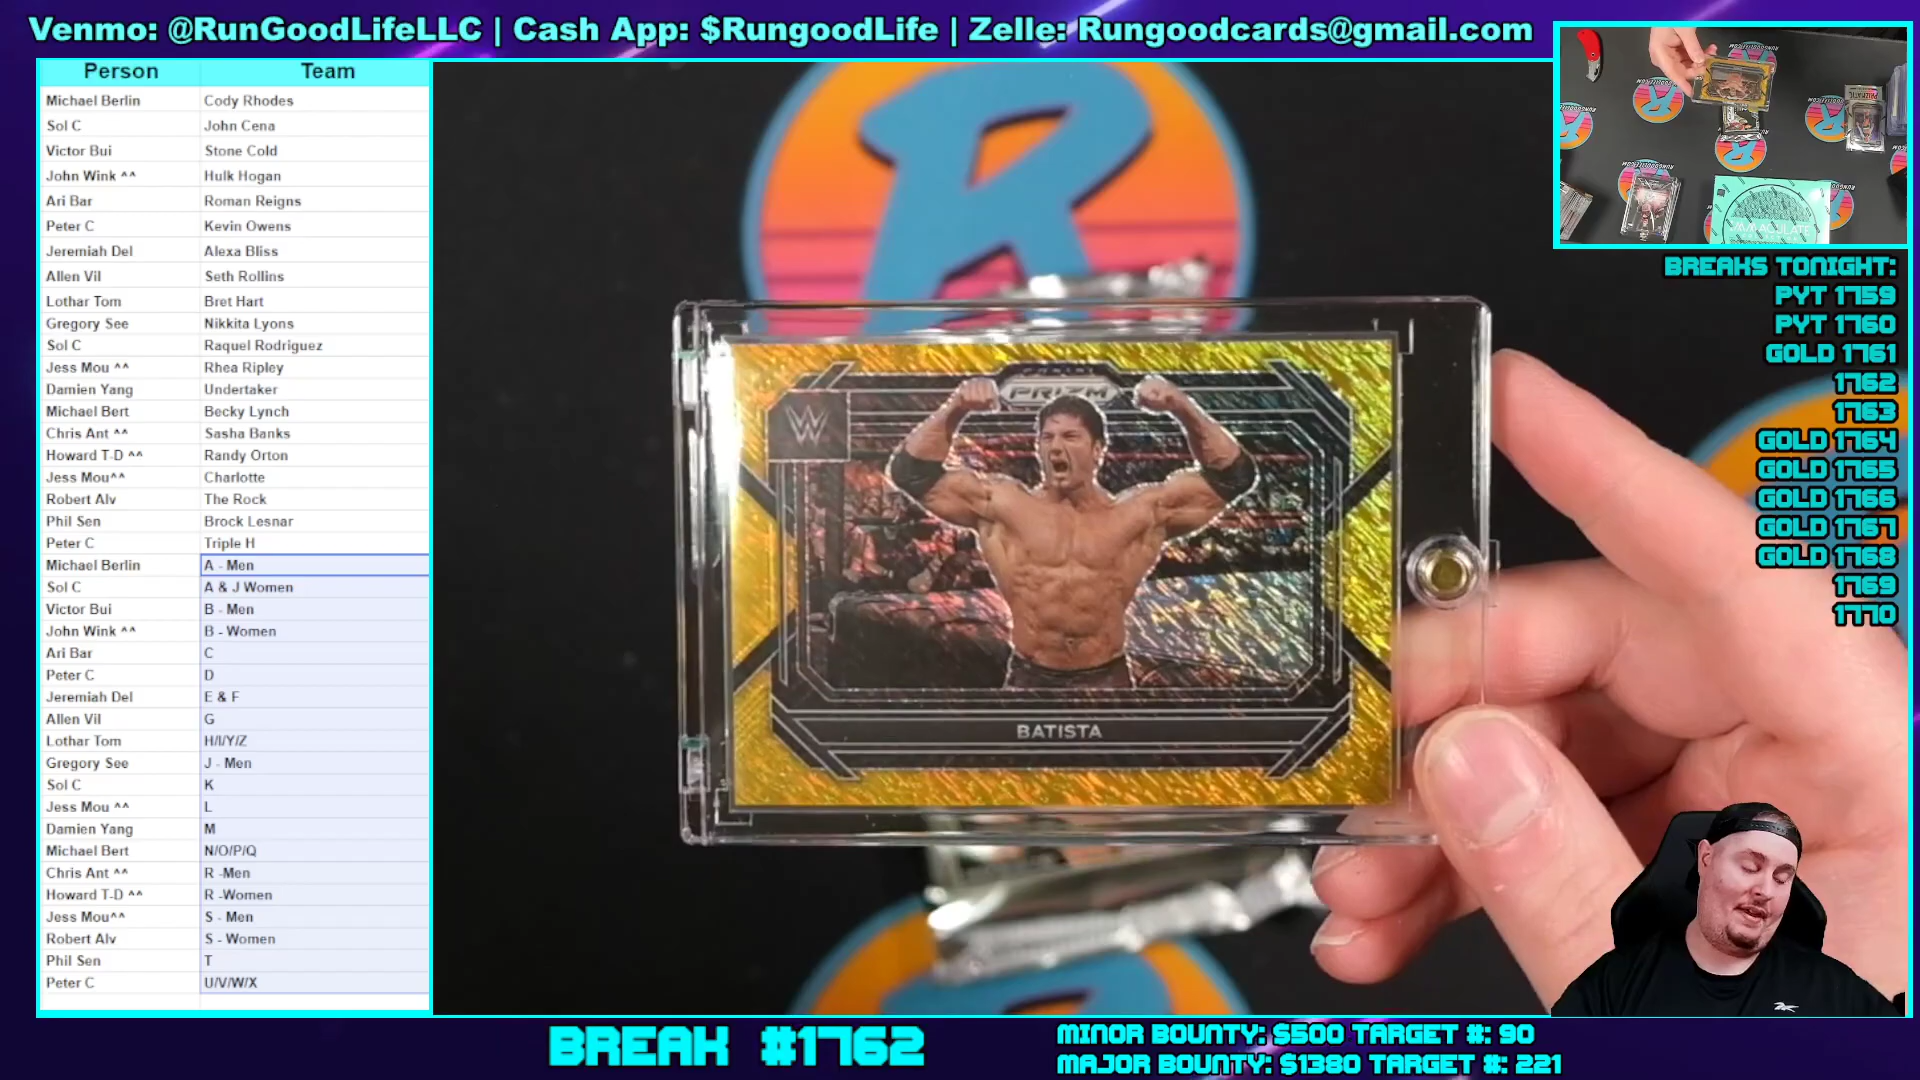 Venmo: @RunGoodLifeLLC | Cash App: $RungoodLife | Zelle: Rungoodcards@gmail.com
Person Team
Michael Berlin Cody Rhodes
Sol C John Cena
Victor Bui Stone Cold
John Wink ^^ Hulk Hogan
Ari Bar Roman Reigns
Peter C Kevin Owens
Jeremiah Del Alexa Bliss
Allen Vil Seth Rollins
Lothar Tom Bret Hart
Gregory See Nikkita Lyons
Sol C Raquel Rodriguez
Jess Mou ^^ Rhea Ripley
Damien Yang Undertaker
Michael Bert Becky Lynch
Chris Ant ^^ Sasha Banks
Howard T-D ^^ Randy Orton
Jess Mou^^ Charlotte
Robert Alv The Rock
Phil Sen Brock Lesnar
Peter C Triple H
Michael Berlin A - Men
Sol C A & J Women
Victor Bui B - Men
John Wink ^^ B - Women
Ari Bar C
Peter C D
Jeremiah Del E & F
Allen Vil G
Lothar Tom H/I/Y/Z
Gregory See J - Men
Sol C K
Jess Mou ^^ L
Damien Yang M
Michael Bert N/O/P/Q
Chris Ant ^^ R -Men
Howard T-D ^^ R -Women
Jess Mou^^ S - Men
Robert Alv S - Women
Phil Sen T
Peter C U/V/W/X
R
PANINI
PRIZM
W
BATISTA
IMMACULATE
BREAKS TONIGHT:
PYT 1759
PYT 1760
GOLD 1761
1762
1763
GOLD 1764
GOLD 1765
GOLD 1766
GOLD 1767
GOLD 1768
1769
1770
BREAK #1762
MINOR BOUNTY: $500 TARGET #: 90
MAJOR BOUNTY: $1380 TARGET #: 221